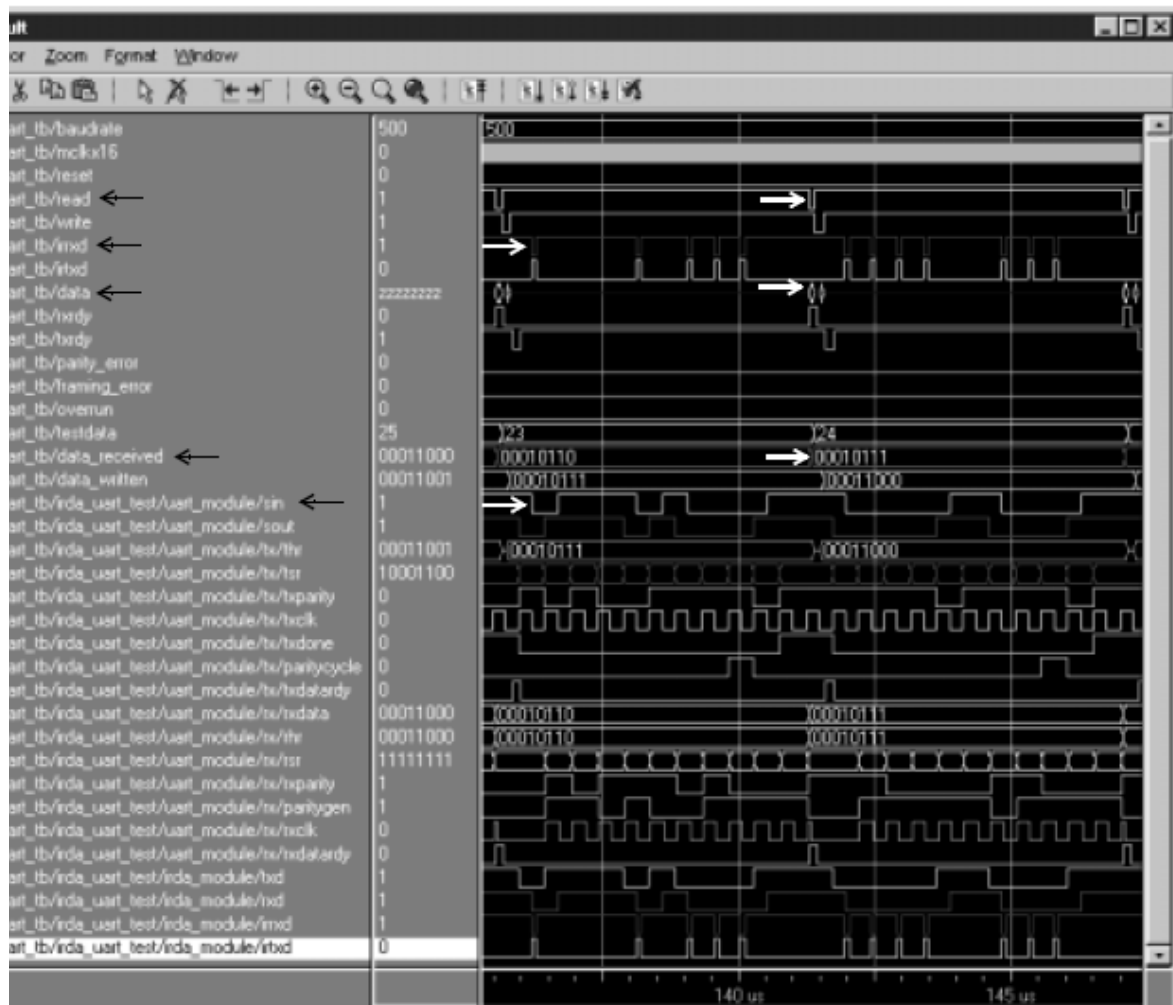 ult
or Zoom Format Window
art_tb/baudrate 500 500
art_tb/mclkx16 0
art_tb/reset 0
art_tb/read 1
art_tb/write 1
art_tb/irrxd 1
art_tb/irtxd 0
art_tb/data zzzzzzzz
art_tb/rxrdy 0
art_tb/txrdy 1
art_tb/parity_error 0
art_tb/framing_error 0
art_tb/overrun 0
art_tb/testdata 25 23 24
art_tb/data_received 00011000 00010110 00010111
art_tb/data_written 00011001 00010111 00011000
art_tb/irda_uart_test/uart_module/sin 1
art_tb/irda_uart_test/uart_module/sout 1
art_tb/irda_uart_test/uart_module/tx/thr 00011001 00010111 00011000
art_tb/irda_uart_test/uart_module/tx/tsr 10001100
art_tb/irda_uart_test/uart_module/tx/txparity 0
art_tb/irda_uart_test/uart_module/tx/txclk 0
art_tb/irda_uart_test/uart_module/tx/txdone 0
art_tb/irda_uart_test/uart_module/tx/paritycycle 0
art_tb/irda_uart_test/uart_module/tx/txdatardy 0
art_tb/irda_uart_test/uart_module/rx/rxdata 00011000 00010110 00010111
art_tb/irda_uart_test/uart_module/rx/rhr 00011000 00010110 00010111
art_tb/irda_uart_test/uart_module/rx/rsr 11111111
art_tb/irda_uart_test/uart_module/rx/rxparity 1
art_tb/irda_uart_test/uart_module/rx/paritygen 1
art_tb/irda_uart_test/uart_module/rx/rxclk 0
art_tb/irda_uart_test/uart_module/rx/rxdatardy 0
art_tb/irda_uart_test/irda_module/txd 1
art_tb/irda_uart_test/irda_module/rxd 1
art_tb/irda_uart_test/irda_module/irrxd 1
art_tb/irda_uart_test/irda_module/irtxd 0
140 us 145 us